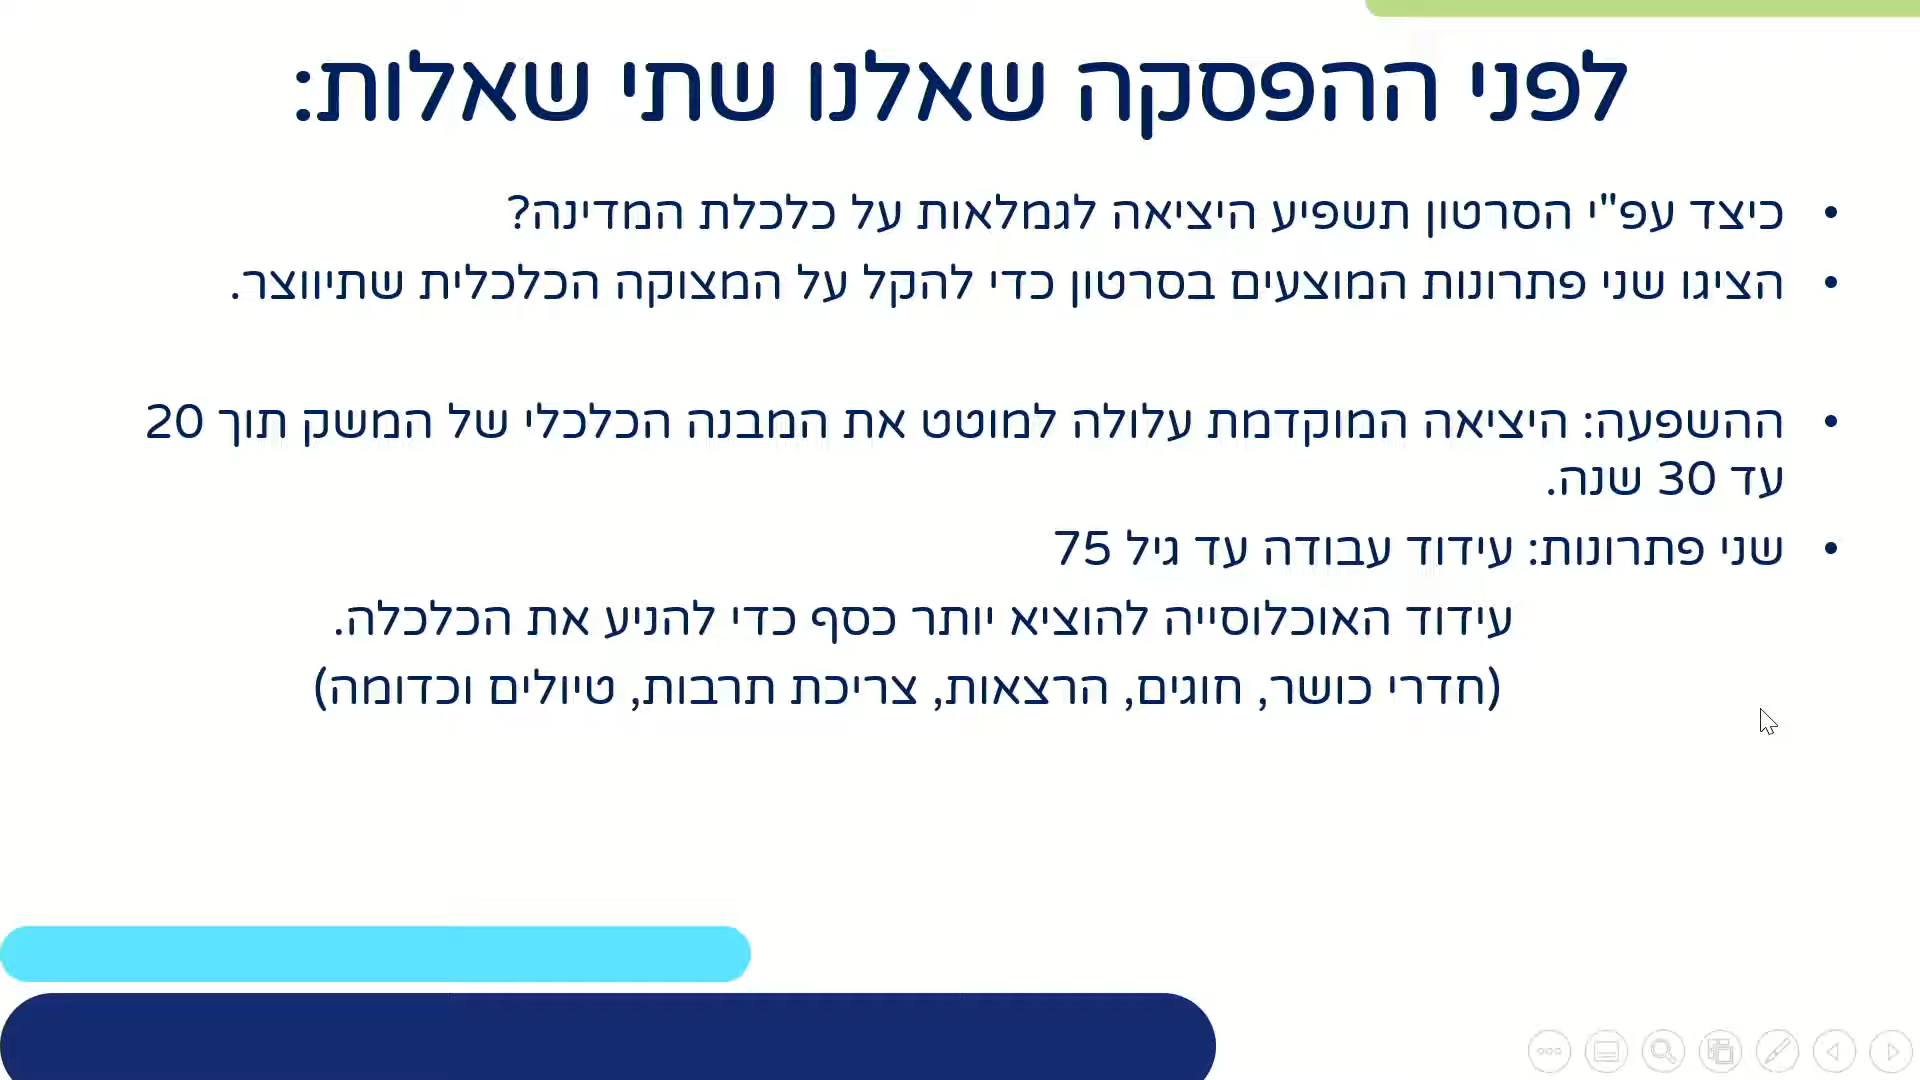 לפני ההפסקה שאלנו שתי שאלות:
• כיצד עפ"י הסרטון תשפיע היציאה לגמלאות על כלכלת המדינה?
• הציגו שני פתרונות המוצעים בסרטון כדי להקל על המצוקה הכלכלית שתיווצר.
• ההשפעה: היציאה המוקדמת עלולה למוטט את המבנה הכלכלי של המשק תוך 20
עד 30 שנה.
• שני פתרונות: עידוד עבודה עד גיל 75
עידוד האוכלוסייה להוציא יותר כסף כדי להניע את הכלכלה.
(חדרי כושר, חוגים, הרצאות, צריכת תרבות, טיולים וכדומה)